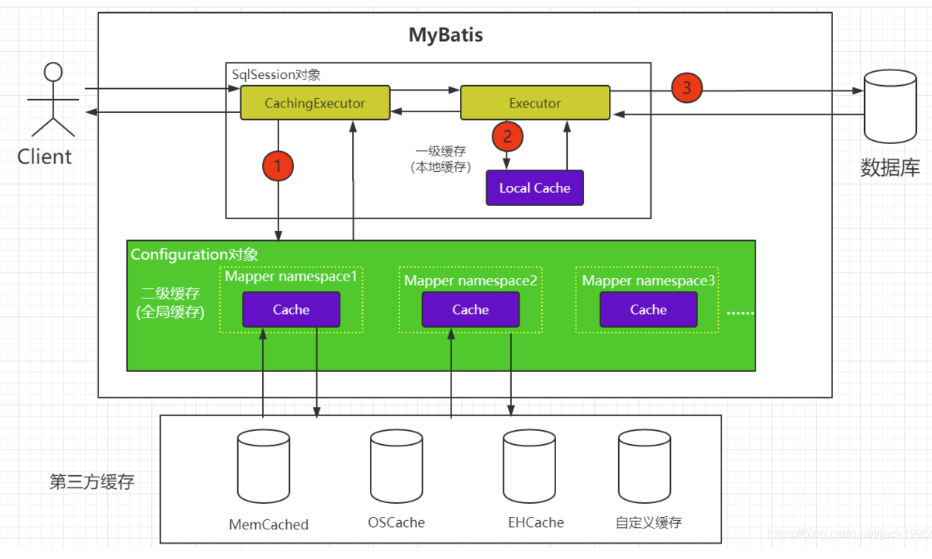 MyBatis
SqlSession对象
CachingExecutor
Executor
3
Client
1
2
一级缓存
(本地缓存)
Local Cache
数据库
Configuration对象
二级缓存
(全局缓存)
Mapper namespace1
Cache
Mapper namespace2
Cache
Mapper namespace3
Cache
......
第三方缓存
MemCached
OSCache
EHCache
自定义缓存
https://blog.csdn.net/jack1995